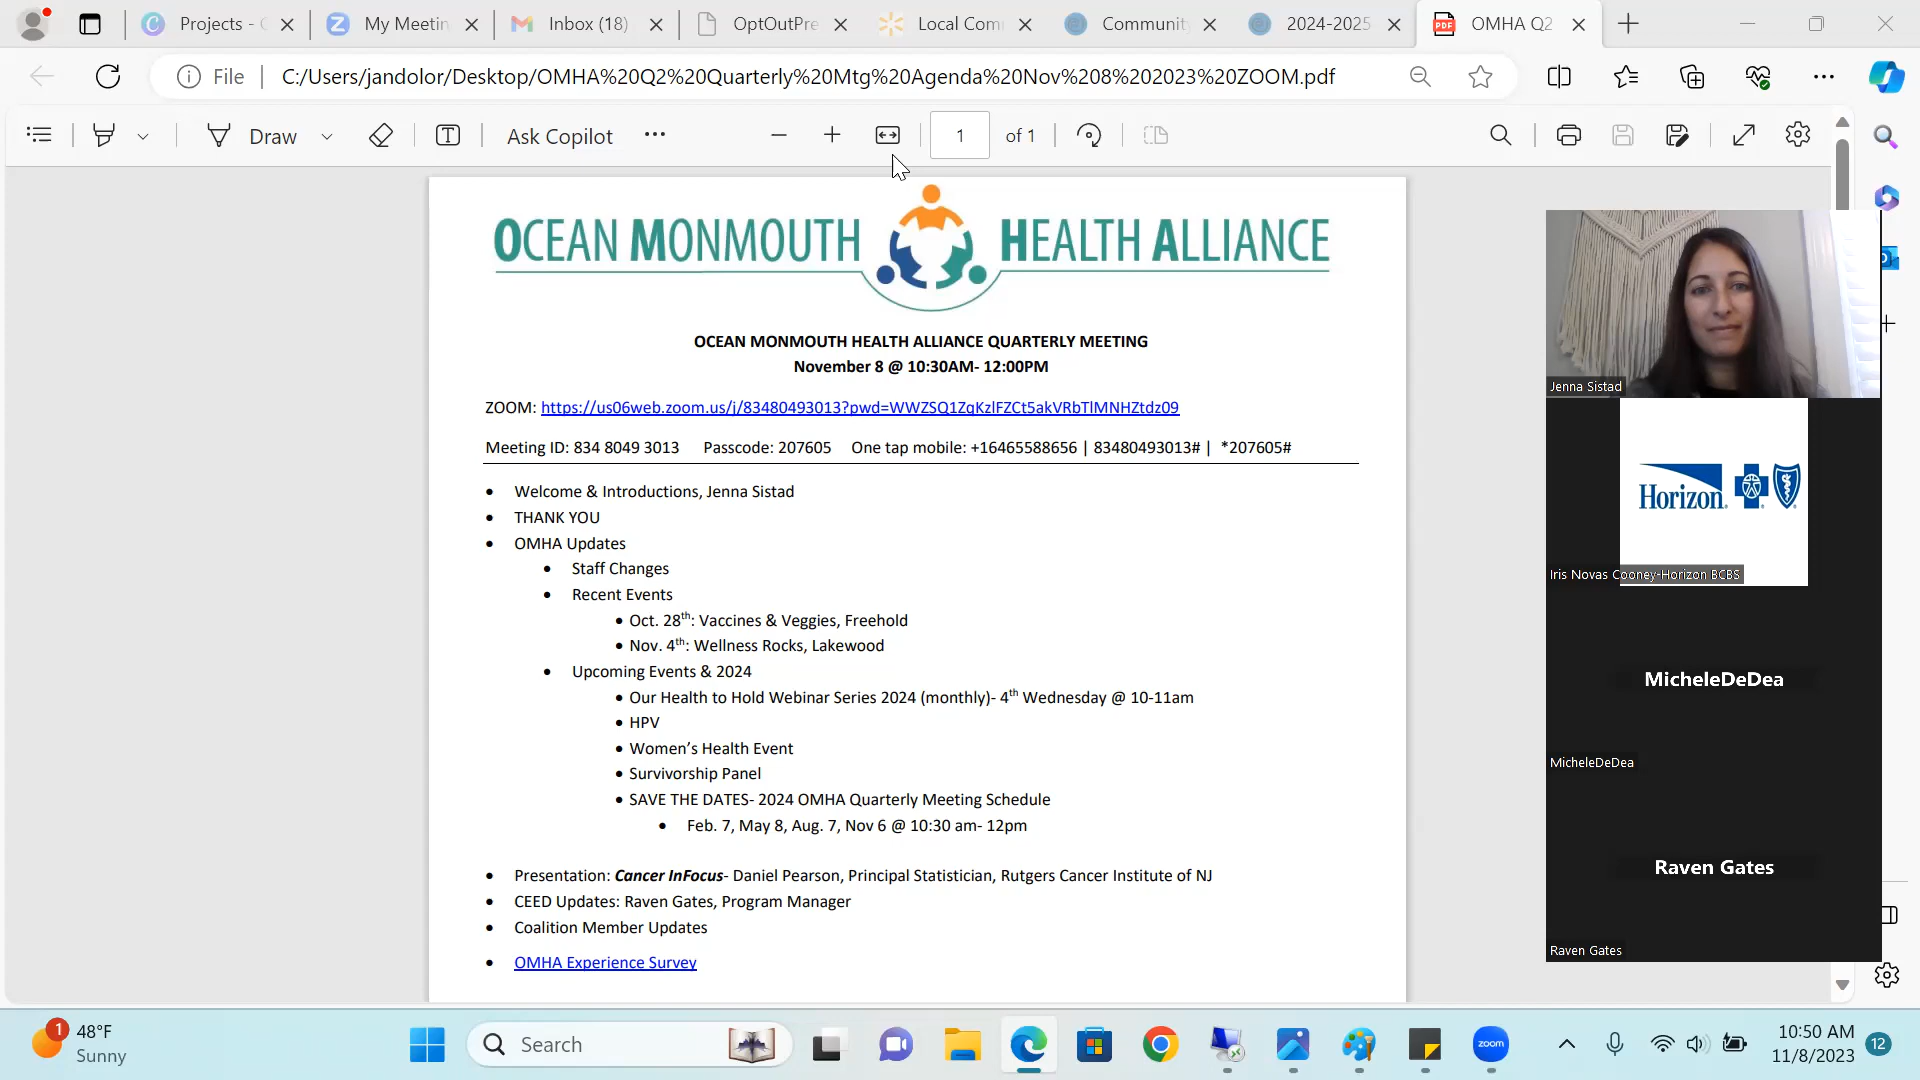 Projects - C
My Meetin
Inbox (18)
OptOutPre
Local Com
Community
2024-2025
OMHA Q2
File
C:/Users/jandolor/Desktop/OMHA%20Q2%20Quarterly%20Mtg%20Agenda%20Nov%208%202023%20ZOOM.pdf
Draw
Ask Copilot
1 of 1
OCEAN MONMOUTH HEALTH ALLIANCE
OCEAN MONMOUTH HEALTH ALLIANCE QUARTERLY MEETING
November 8 @ 10:30AM- 12:00PM
ZOOM: https://us06web.zoom.us/j/83480493013?pwd=WWZSQ1ZqKzlFZCt5akVRbTlMNHZtdz09
Meeting ID: 834 8049 3013 Passcode: 207605 One tap mobile: +16465588656 | 83480493013# | *207605#
• Welcome & Introductions, Jenna Sistad
• THANK YOU
• OMHA Updates
• Staff Changes
• Recent Events
• Oct. 28th: Vaccines & Veggies, Freehold
• Nov. 4th: Wellness Rocks, Lakewood
• Upcoming Events & 2024
• Our Health to Hold Webinar Series 2024 (monthly)- 4th Wednesday @ 10-11am
• HPV
• Women's Health Event
• Survivorship Panel
• SAVE THE DATES- 2024 OMHA Quarterly Meeting Schedule
• Feb. 7, May 8, Aug. 7, Nov 6 @ 10:30 am- 12pm
• Presentation: Cancer InFocus- Daniel Pearson, Principal Statistician, Rutgers Cancer Institute of NJ
• CEED Updates: Raven Gates, Program Manager
• Coalition Member Updates
• OMHA Experience Survey
Jenna Sistad
Horizon
Iris Novas Cooney-Horizon BCBS
MicheleDeDea
MicheleDeDea
Raven Gates
Raven Gates
1
48°F
Sunny
Search
zoom
10:50 AM
11/8/2023
12